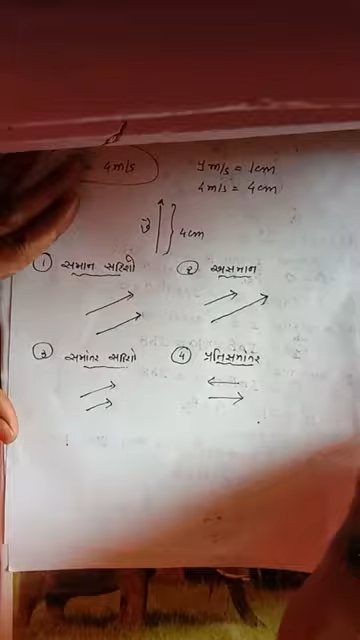 = 4m/s
1m/s = 1cm
4m/s = 4cm
4cm
① સમાન સદિશો
② અસમાન
③ સમાંતર સદિશો
④ પ્રતિસમાંતર